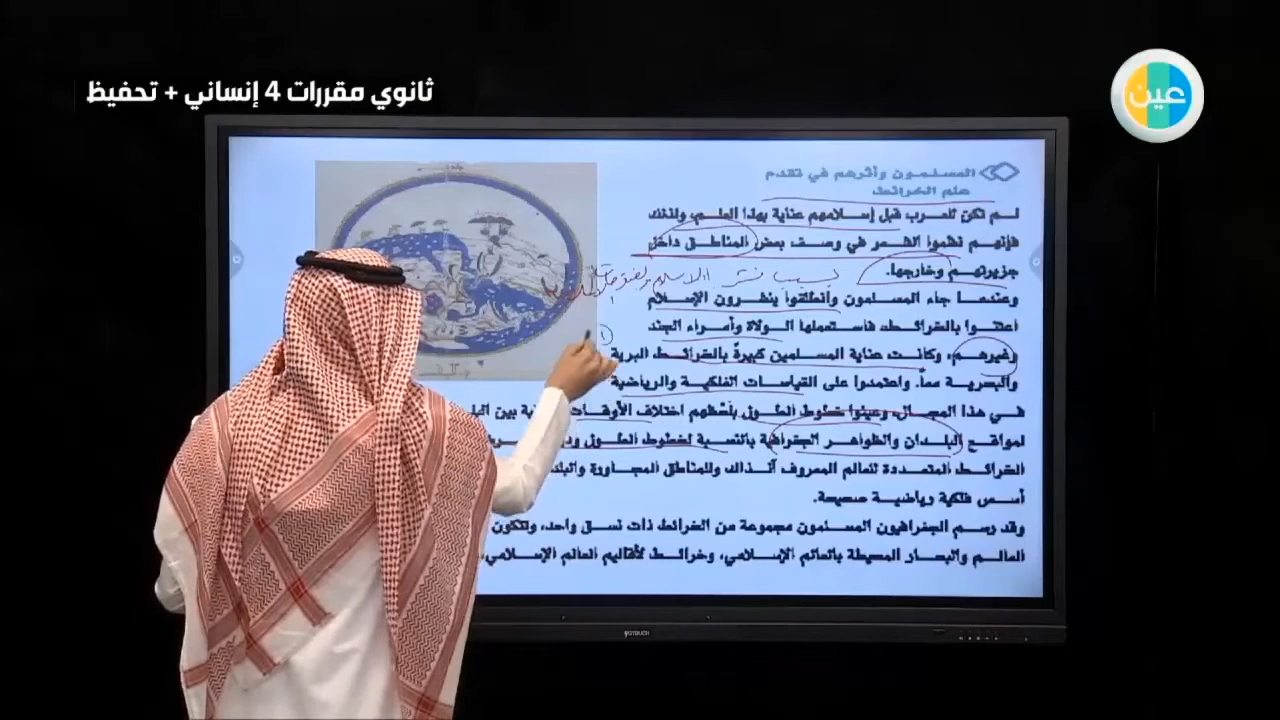 ثانوي مقررات 4 إنساني + تحفيظ
عين
المسلمون وأثرهم في تقدم
علم الخرائط
لم تكن للعرب قبل إسلامهم عناية بهذا العلم، ولذلك
فإنهم نظموا الشعر في وصف بعض المناطق داخل
جزيرتهم وخارجها.
بسبب نشر الإسلام
وعندما جاء المسلمون وانطلقوا ينشرون الإسلام
اعتنوا بالخرائط، فاستعملها الولاة وأمراء الجند
وغيرهم، وكانت عناية المسلمين كبيرةً بالخرائط البرية
والبحرية معاً. واعتمدوا على القياسات الفلكية والرياضية
في هذا المجال، وعينوا خطوط الطول بلحظهم اختلاف الأوقات بين
لمواقع البلدان والظواهر الجغرافية بالنسبة لخطوط الطول
الخرائط المتعددة للعالم المعروف آنذاك وللمناطق المجاورة
أسس فلكية رياضية صحيحة.
وقد رسم الجغرافيون المسلمون مجموعة من الخرائط ذات نسق واحد، وتتكون
العالم والبحار المحيطة بالعالم الإسلامي، وخرائط لأقاليم العالم الإسلامي،